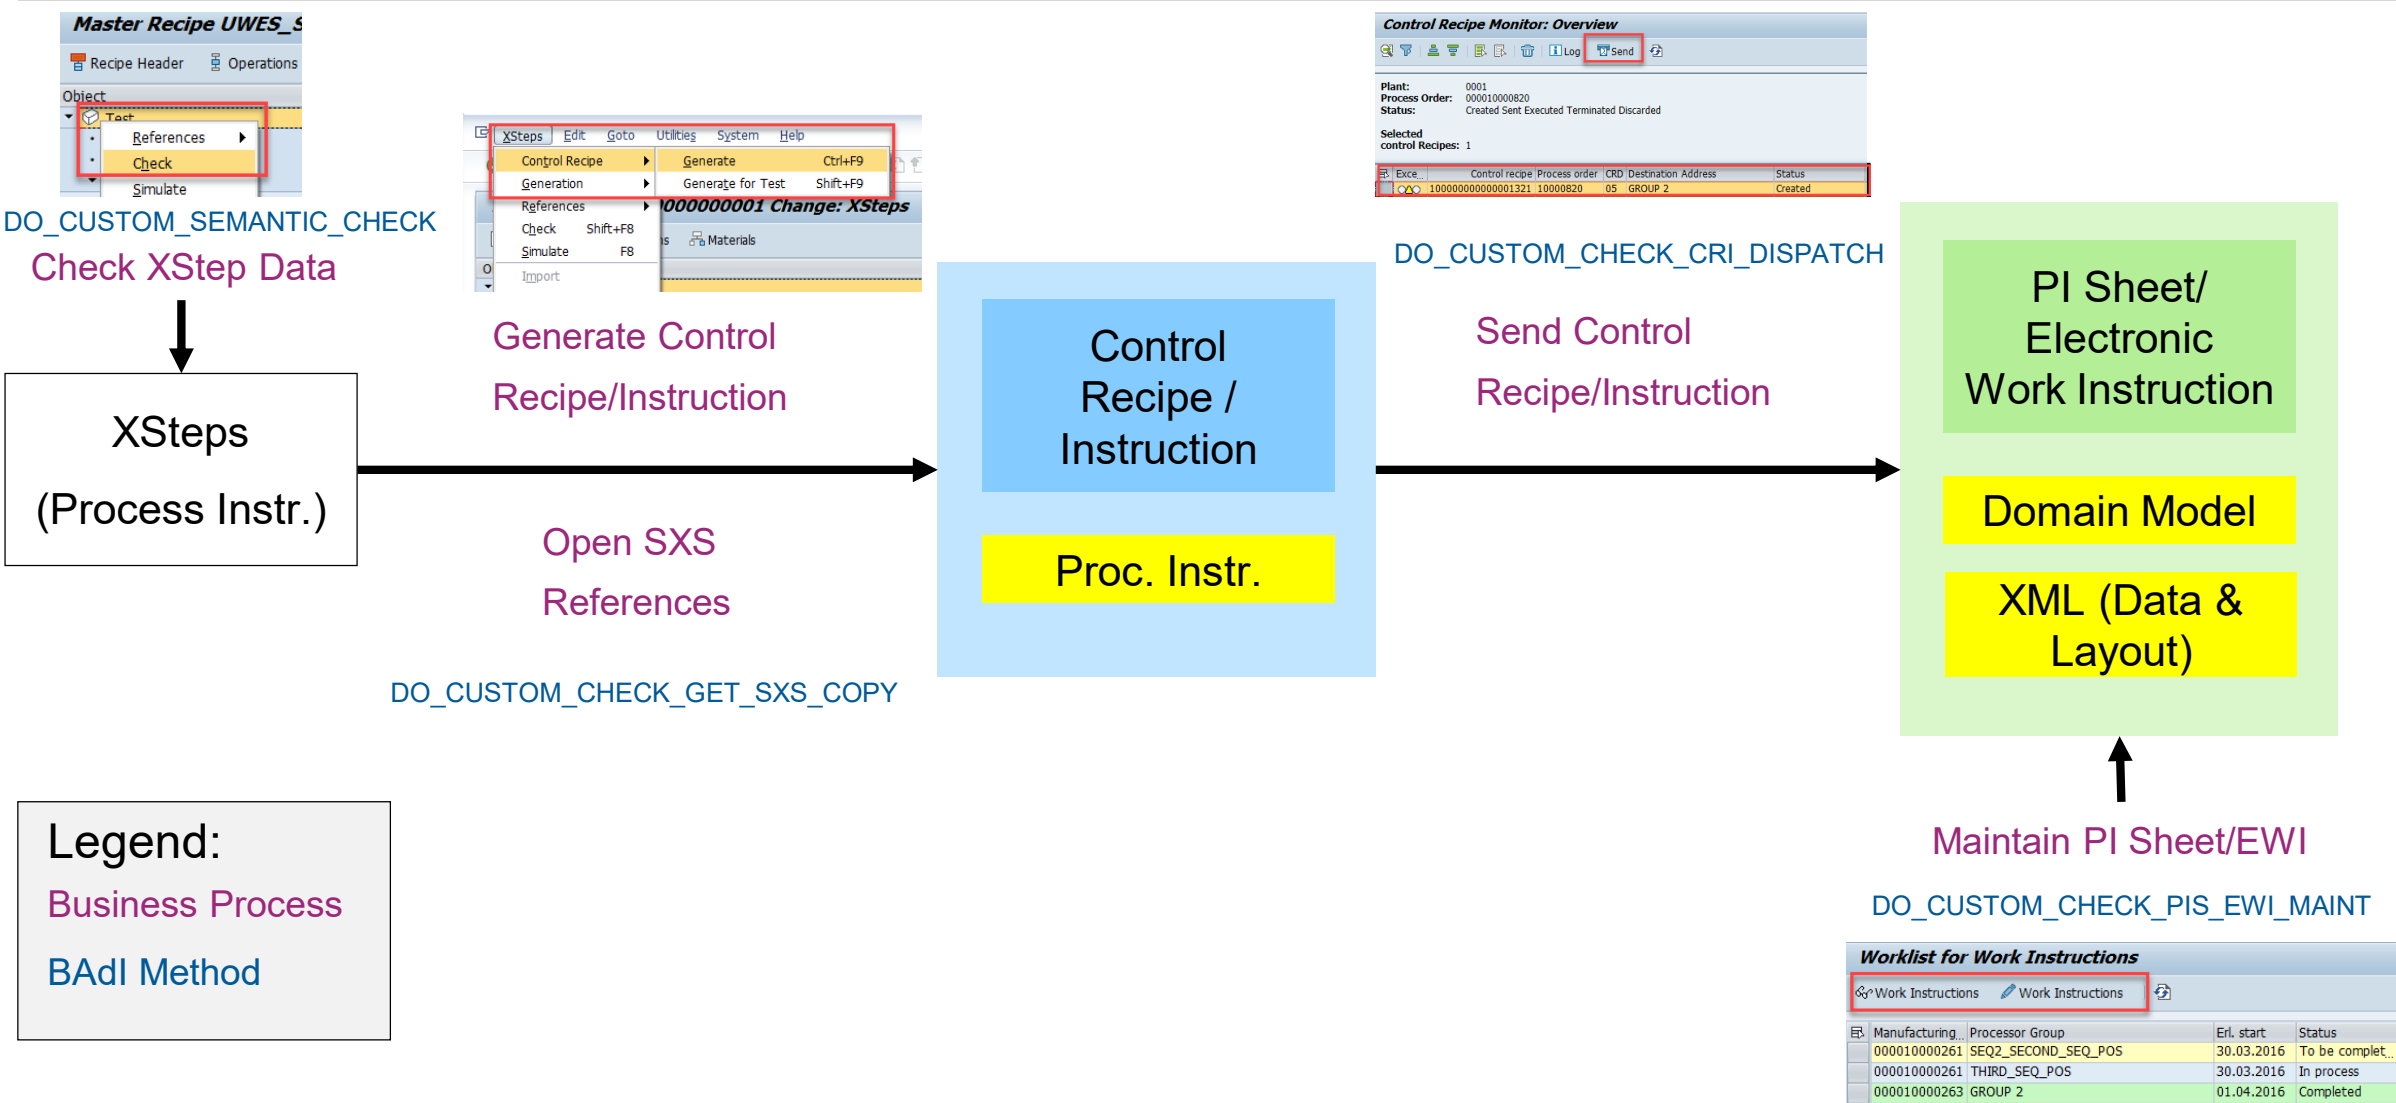 Master Recipe UWES_S
Recipe Header Operations
Object
Test
References
Check
Simulate
DO_CUSTOM_SEMANTIC_CHECK
Check XStep Data
XSteps
(Process Instr.)
XSteps Edit Goto Utilities System Help
Control Recipe Generate Ctrl+F9
Generation Generate for Test Shift+F9
References 0000000001 Change: XSteps
Check Shift+F8 ns Materials
Simulate F8
Import
Generate Control
Recipe/Instruction
Open SXS
References
DO_CUSTOM_CHECK_GET_SXS_COPY
Control
Recipe /
Instruction
Proc. Instr.
Control Recipe Monitor: Overview
Log Send
Plant: 0001
Process Order: 000010000820
Status: Created Sent Executed Terminated Discarded
Selected
control Recipes: 1
Exce... Control recipe Process order CRD Destination Address Status
100000000000001321 10000820 05 GROUP 2 Created
DO_CUSTOM_CHECK_CRI_DISPATCH
Send Control
Recipe/Instruction
PI Sheet/
Electronic
Work Instruction
Domain Model
XML (Data &
Layout)
Maintain PI Sheet/EWI
DO_CUSTOM_CHECK_PIS_EWI_MAINT
Worklist for Work Instructions
Work Instructions Work Instructions
Manufacturing... Processor Group Erl. start Status
000010000261 SEQ2_SECOND_SEQ_POS 30.03.2016 To be complet...
000010000261 THIRD_SEQ_POS 30.03.2016 In process
000010000263 GROUP 2 01.04.2016 Completed
Legend:
Business Process
BAdI Method